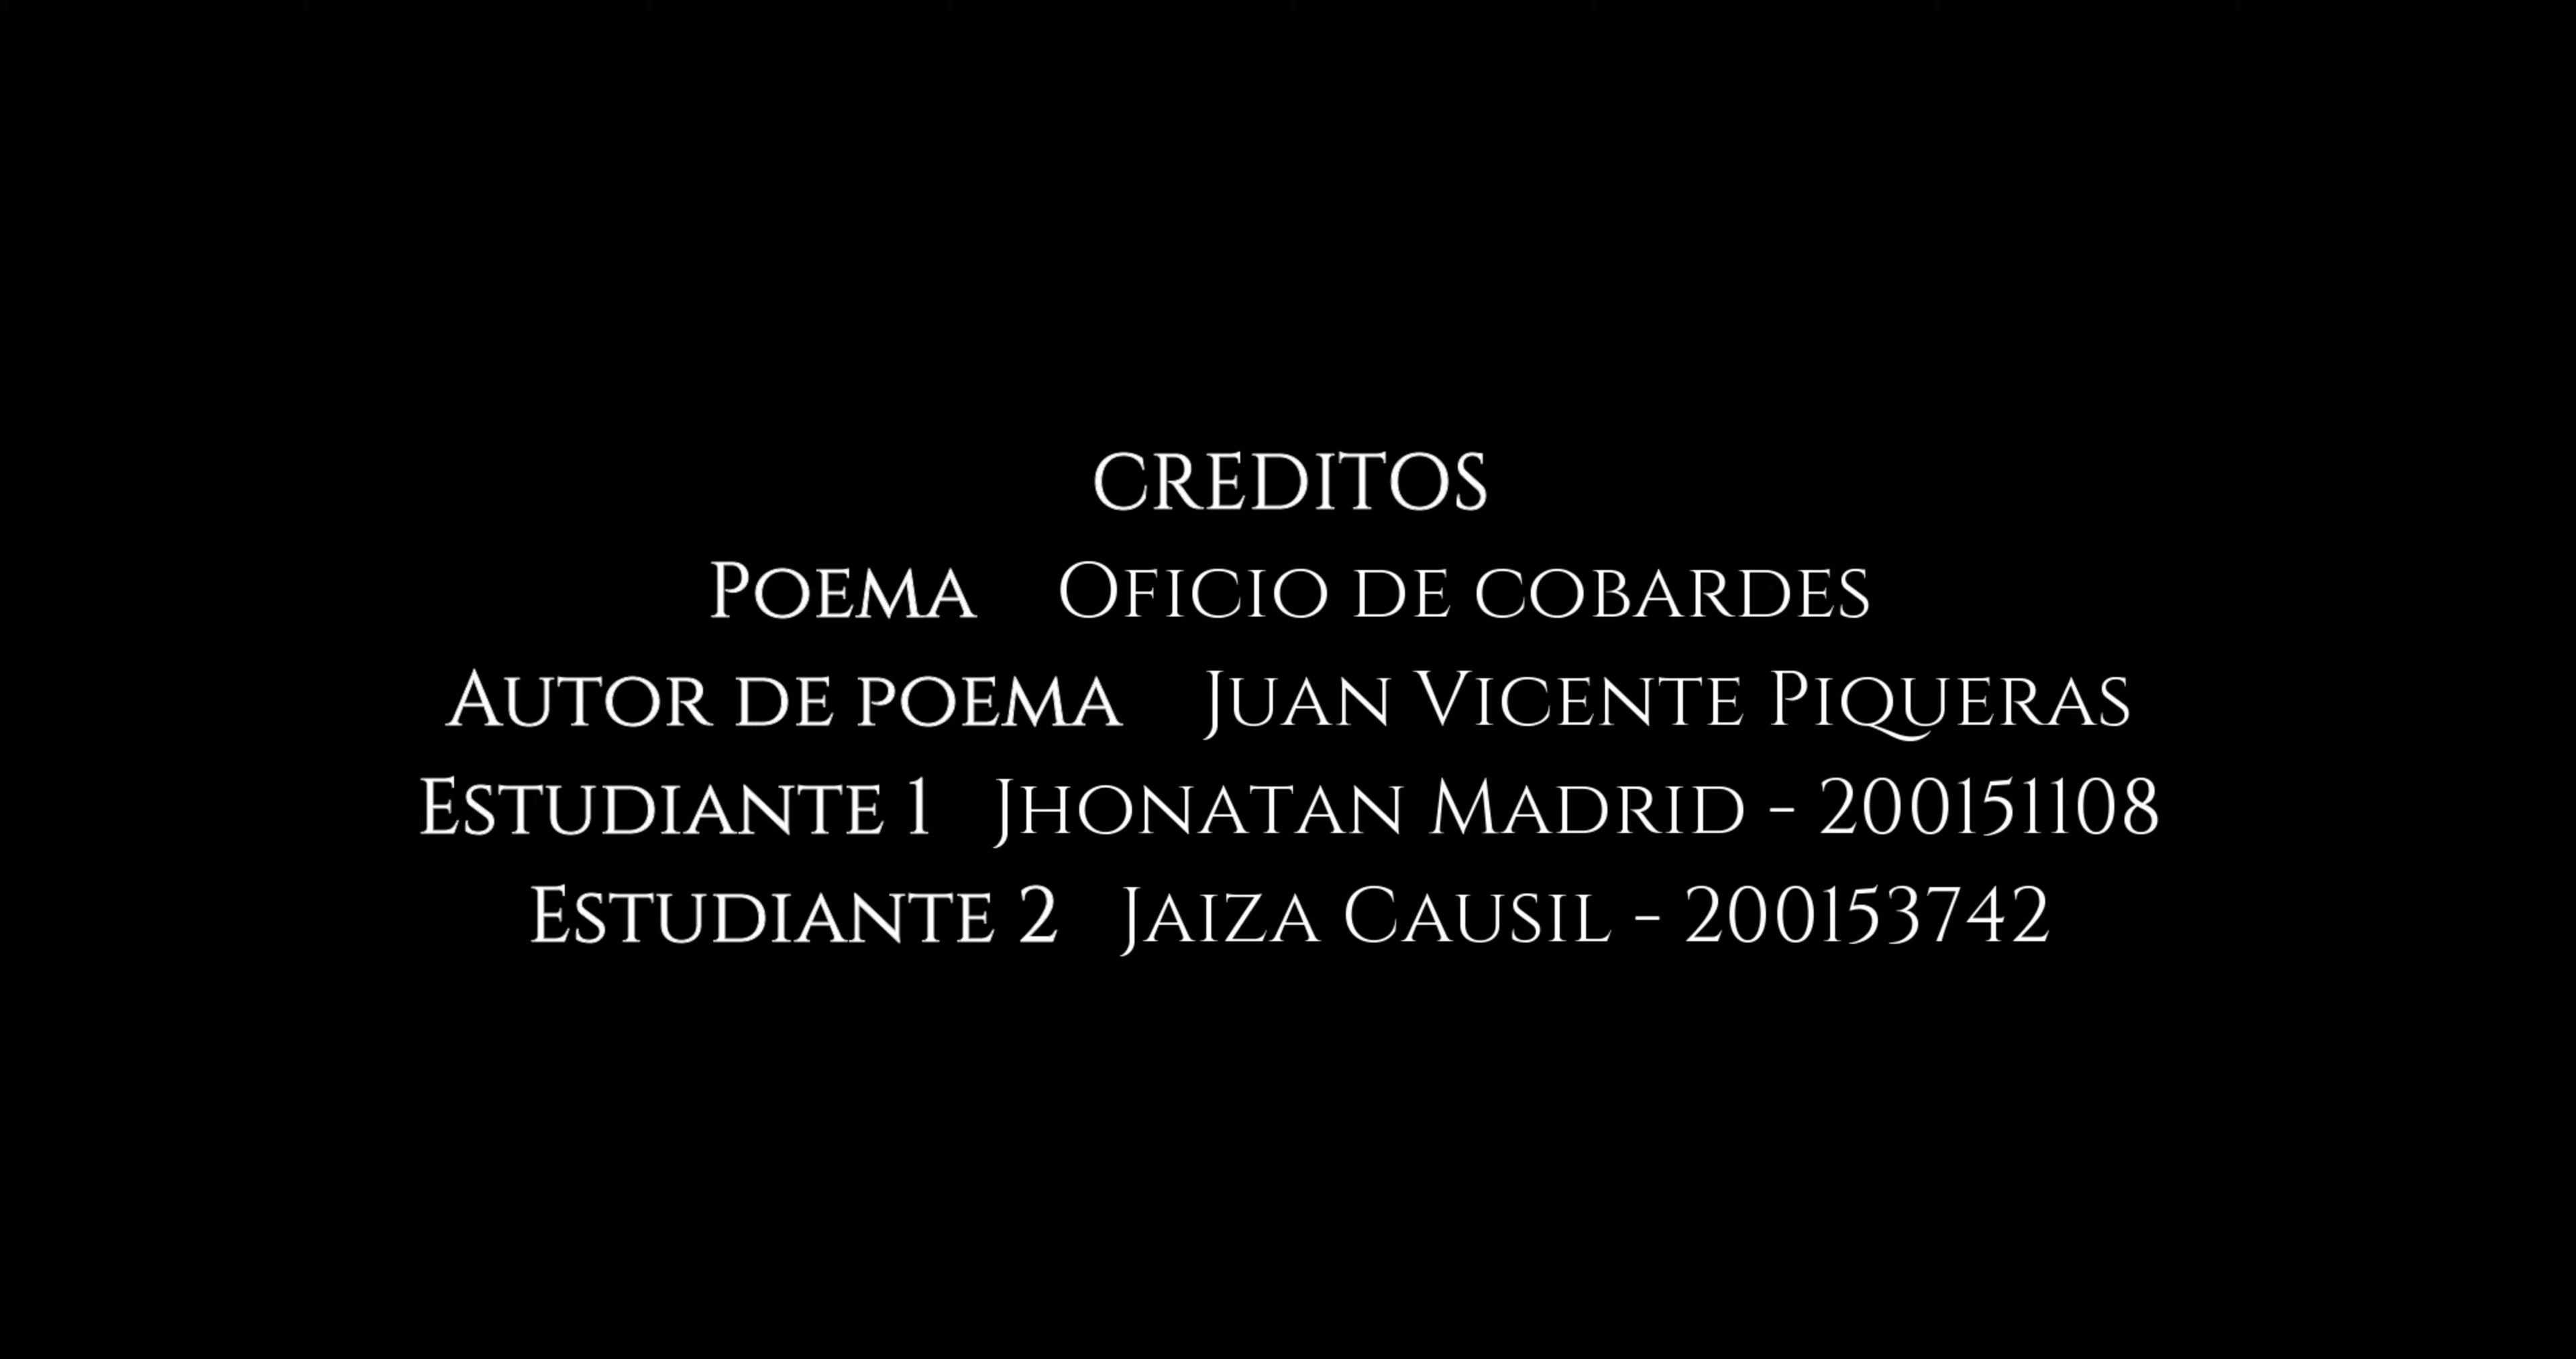 CREDITOS
Poema Oficio de cobardes
Autor de poema Juan Vicente Piqueras
Estudiante 1 Jhonatan Madrid - 200151108
Estudiante 2 Jaiza Causil - 200153742